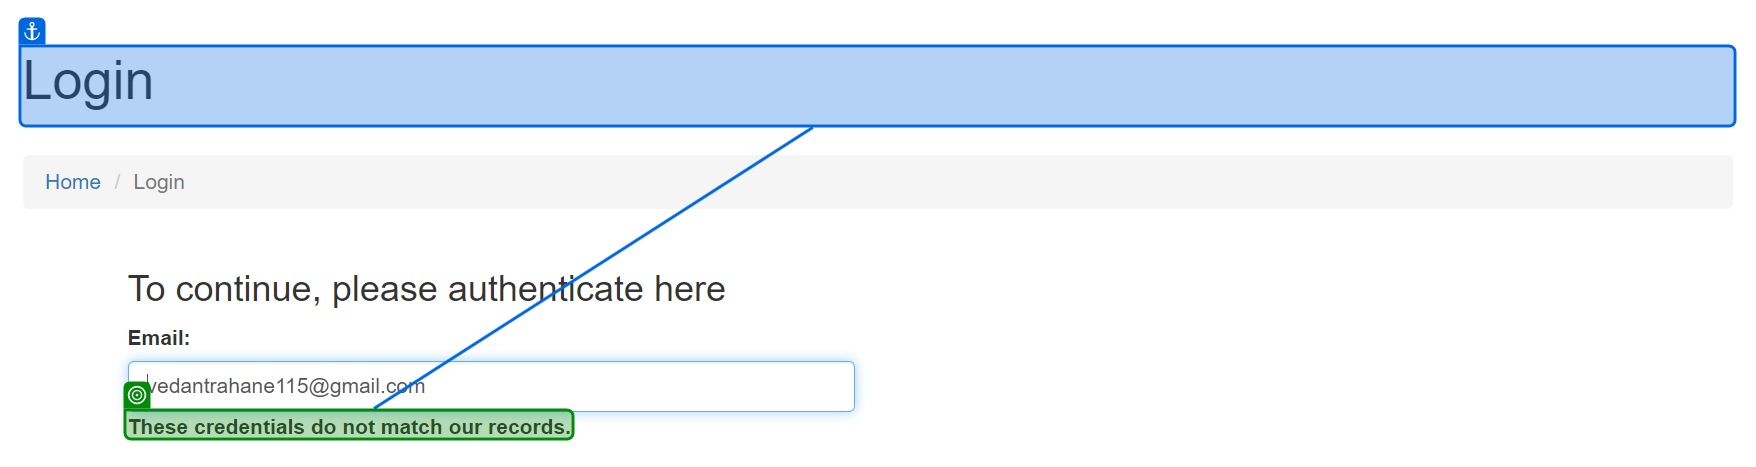 Login
Home / Login
To continue, please authenticate here
Email:
vedantrahane115@gmail.com
These credentials do not match our records.